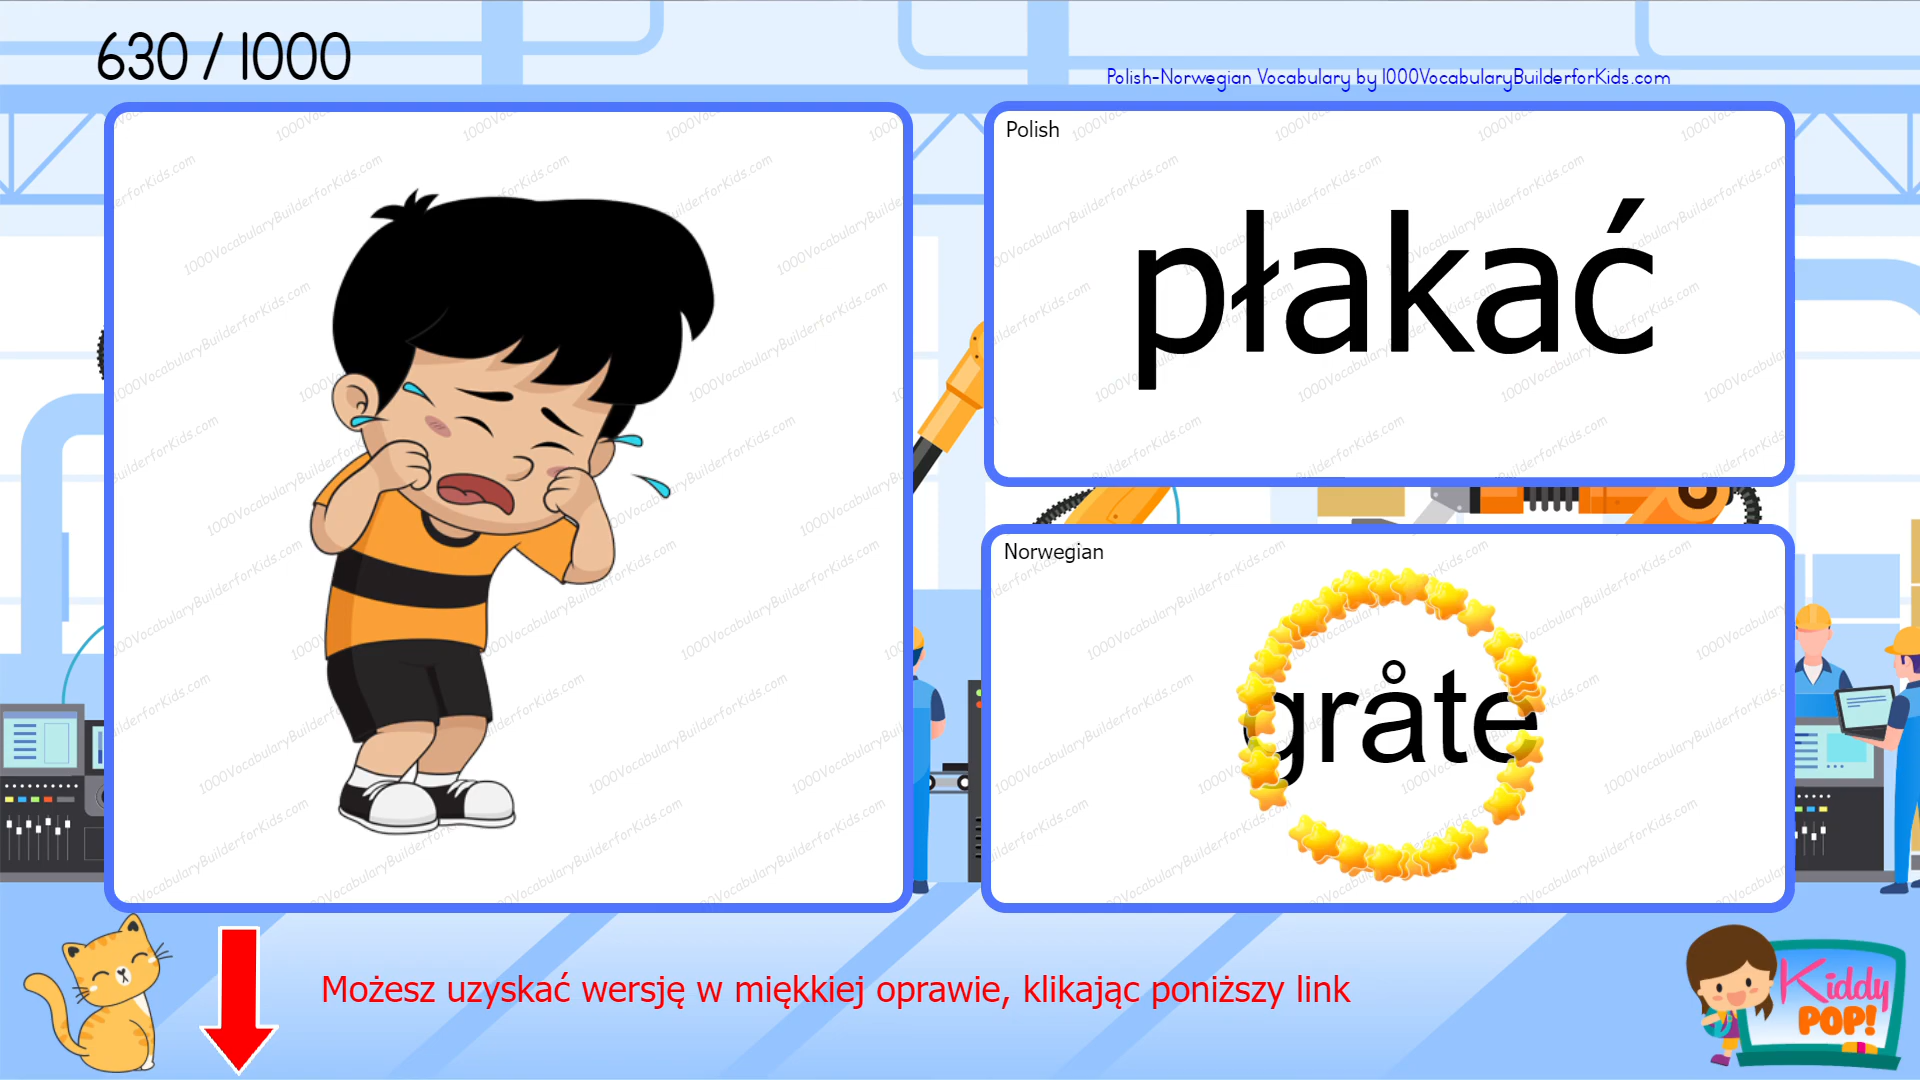 630 / 1000
Polish-Norwegian Vocabulary by 1000VocabularyBuilderforKids.com
Polish
płakać
Norwegian
gråte
Możesz uzyskać wersję w miękkiej oprawie, klikając poniższy link
Kiddy
POP!